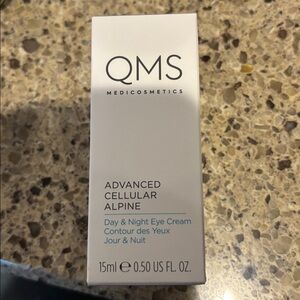 QMS
MEDICOSMETICS
ADVANCED
CELLULAR
ALPINE
Day & Night Eye Cream
Contour des Yeux
Jour & Nuit
15ml ℮ 0.50 US FL. OZ.